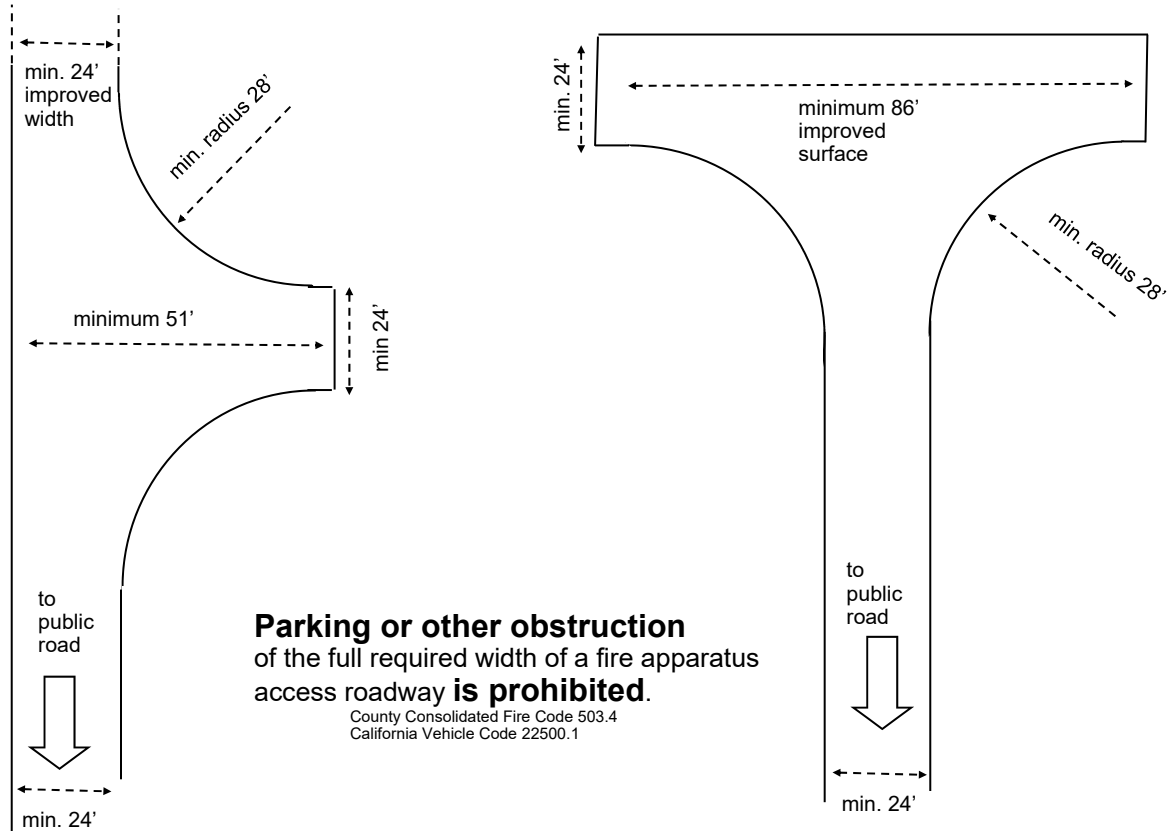 min. 24’
improved
width
min. radius 28’
minimum 51’
min 24’
to
public
road
min. 24’
min. 24’
minimum 86’
improved
surface
min. radius 28’
to
public
road
min. 24’
Parking or other obstruction
of the full required width of a fire apparatus
access roadway is prohibited.
County Consolidated Fire Code 503.4
California Vehicle Code 22500.1